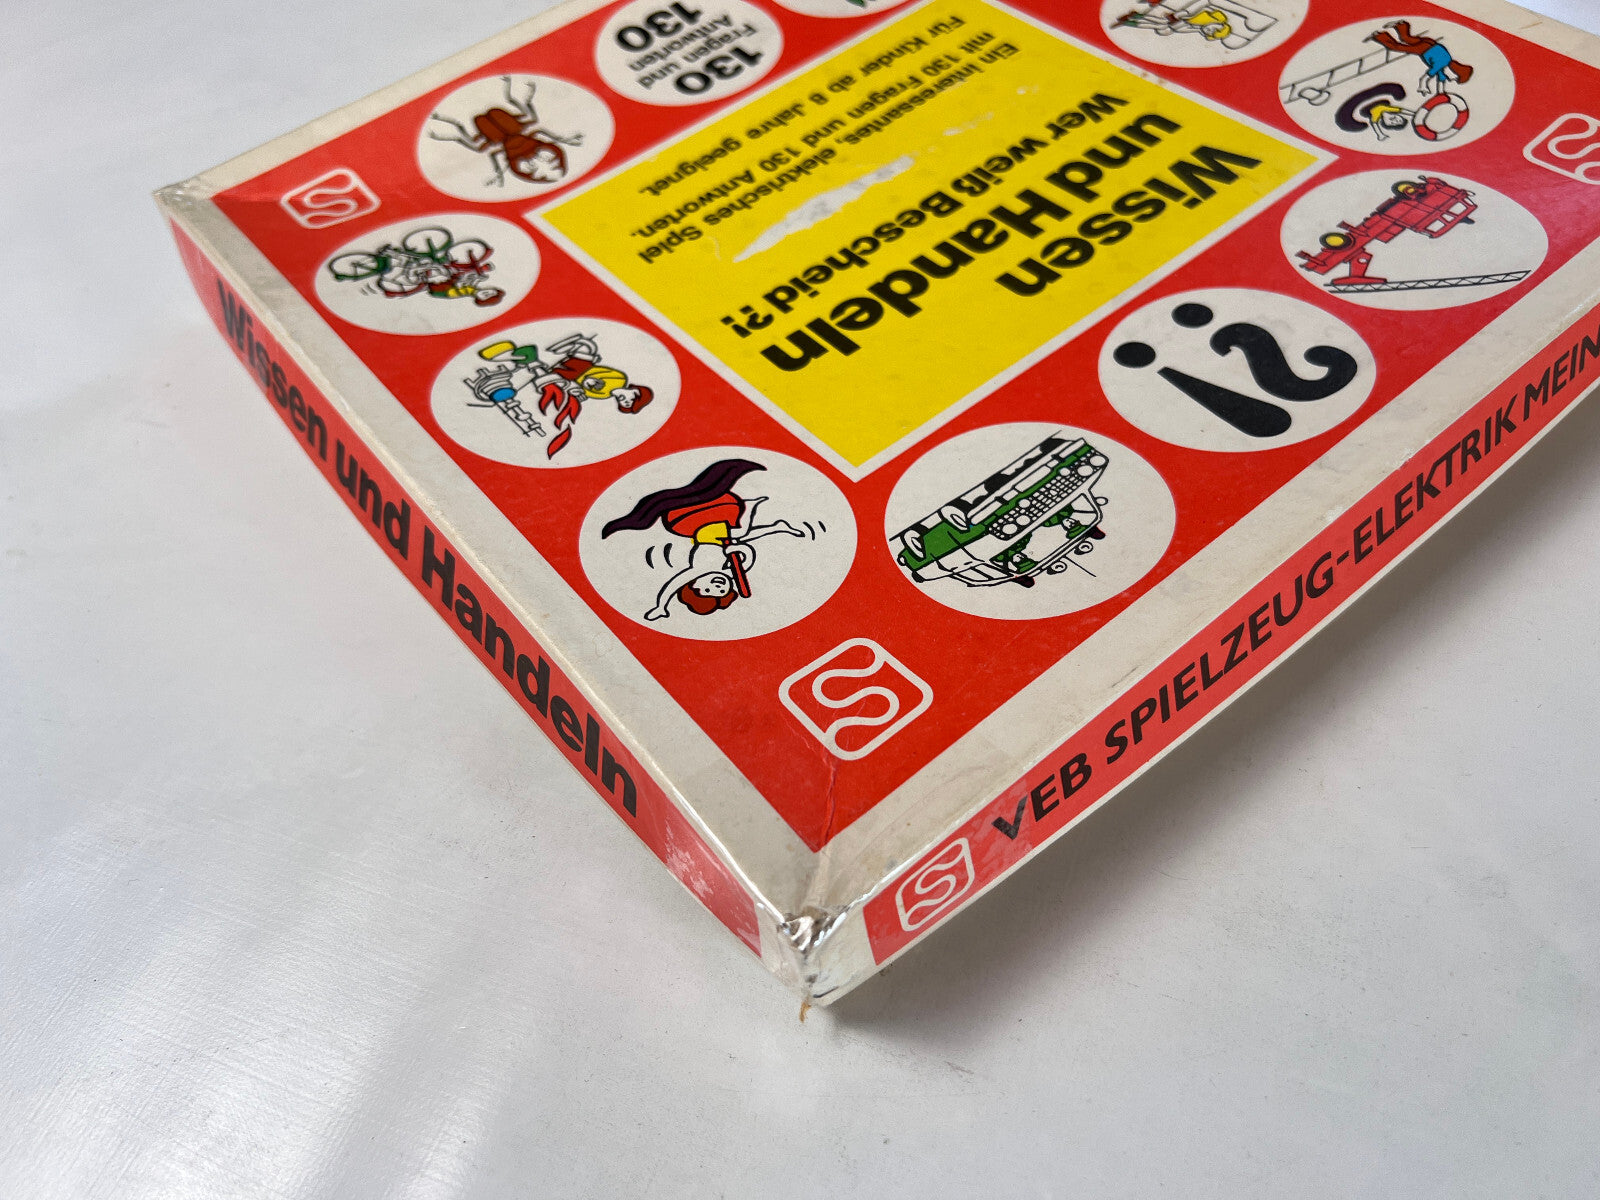 130
Fragen und
130
Antworten
Wissen
und Handeln
Wer weiß Bescheid?!
Ein interessantes, elektrisches Spiel
mit 130 Fragen und 130 Antworten.
Für Kinder ab 8 Jahre geeignet.
?!
Wissen und Handeln
VEB SPIELZEUG-ELEKTRIK MEIN